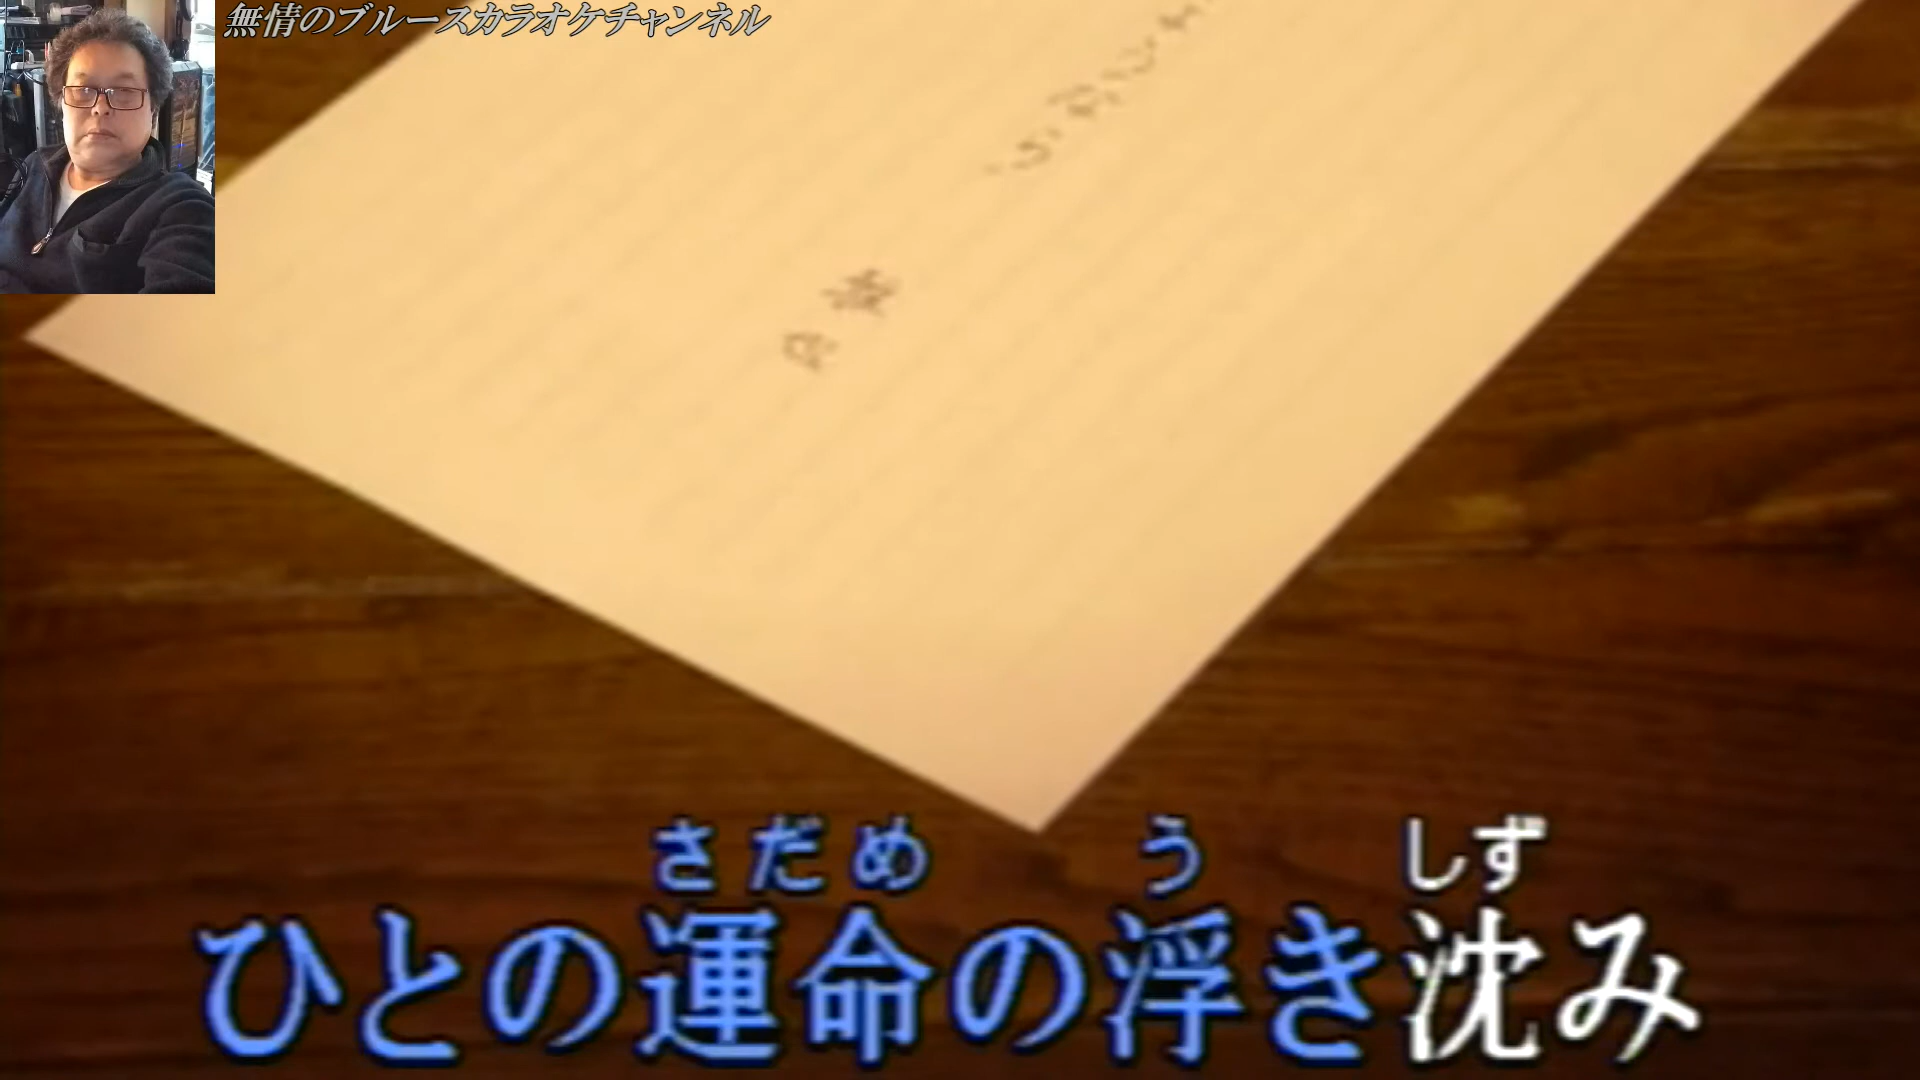 無情のブルースカラオケチャンネル
さだめ う しず
ひとの運命の浮き沈み